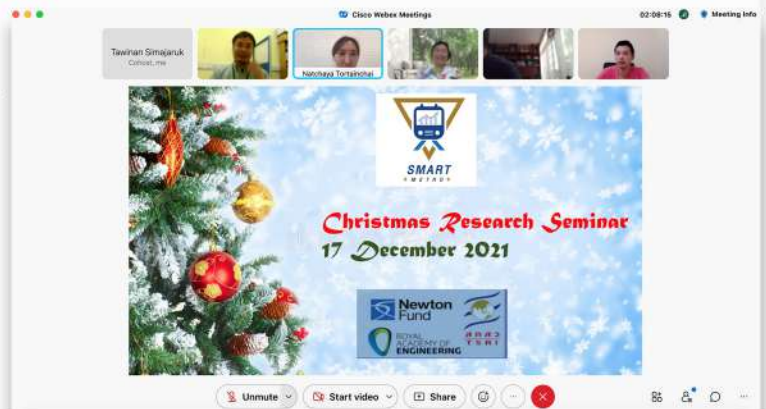 Cisco Webex Meetings
02:08:15
Meeting Info
Tawinan Simajaruk
Cohost, me
Natchaya Tortainchai
SMART
METRO
Christmas Research Seminar
17 December 2021
Newton
Fund
ROYAL
ACADEMY OF
ENGINEERING
TSRI
Unmute
Start video
Share